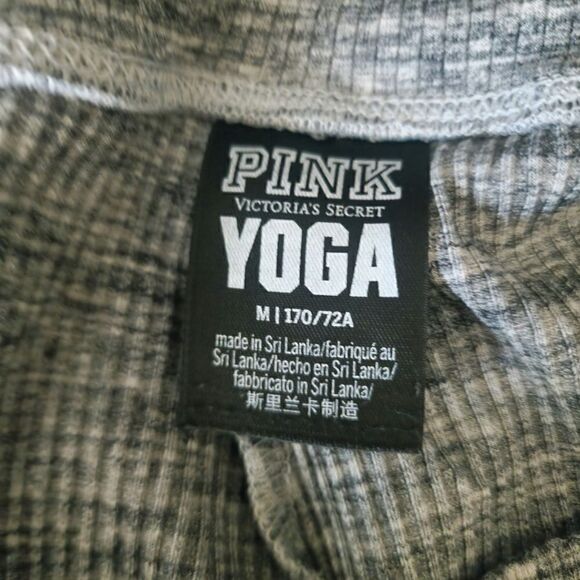 PINK
VICTORIA'S SECRET
YOGA
M | 170/72A
made in Sri Lanka/fabriqué au
Sri Lanka/hecho en Sri Lanka/
fabbricato in Sri Lanka/
斯里兰卡制造